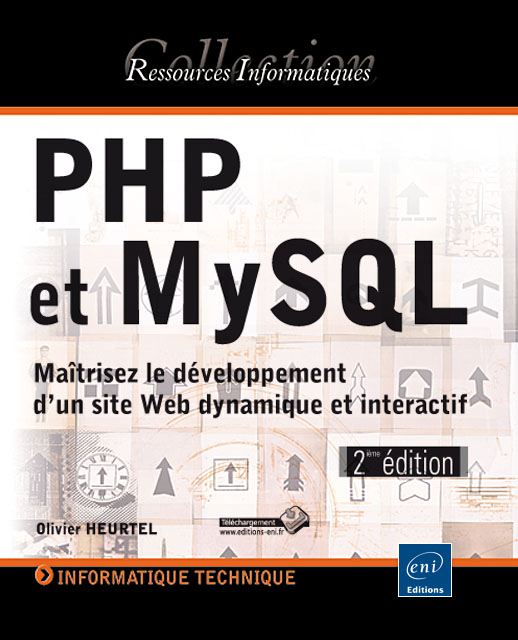 Collection
Ressources Informatiques
PHP
et MySQL
Maîtrisez le développement
d'un site Web dynamique et interactif
2ième édition
Olivier HEURTEL
Téléchargement
www.editions-eni.fr
INFORMATIQUE TECHNIQUE
eni
Editions